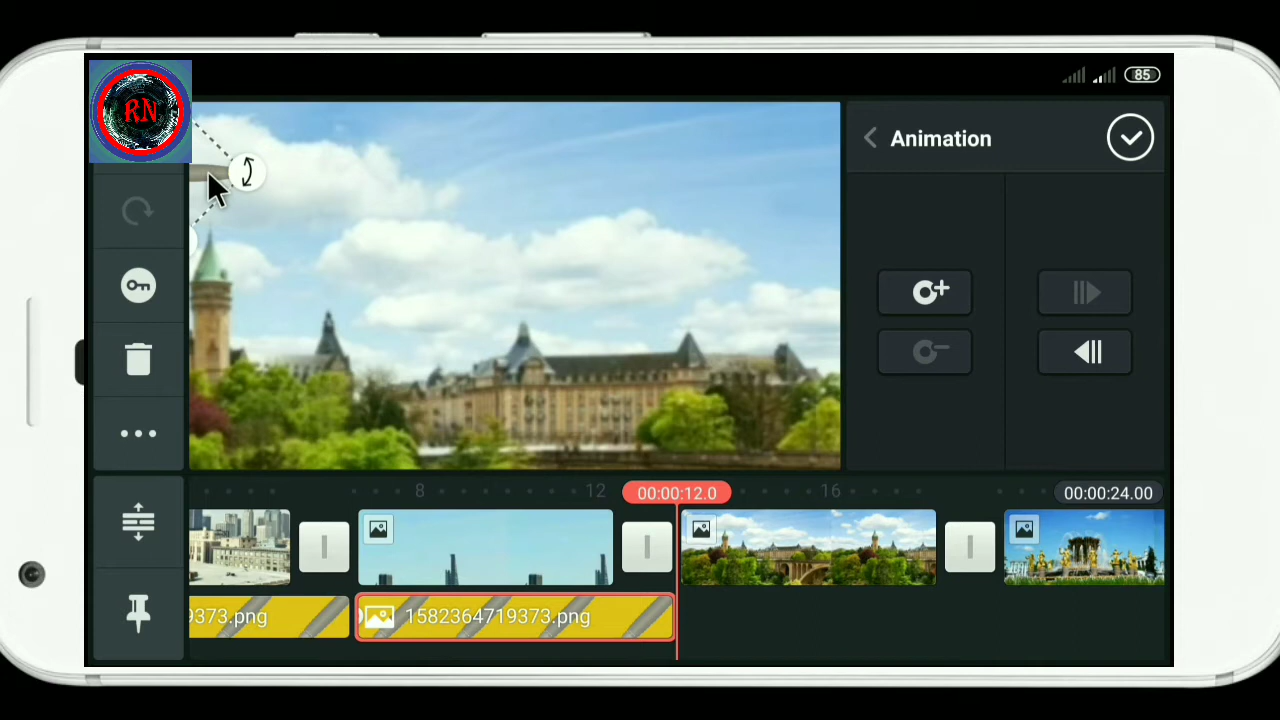 RN
85
Animation
8
12
00:00:12.0
16
00:00:24.00
9373.png
1582364719373.png